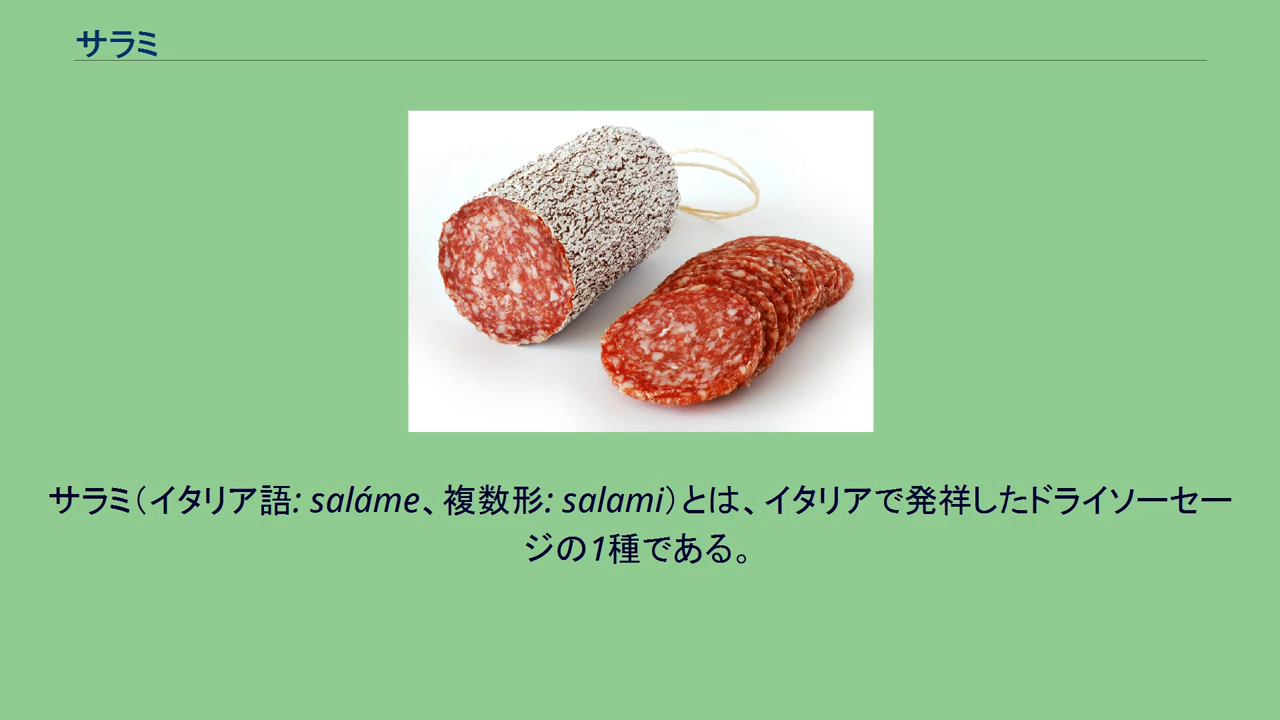 サラミ
サラミ（イタリア語: saláme、複数形: salami）とは、イタリアで発祥したドライソーセー
ジの1種である。